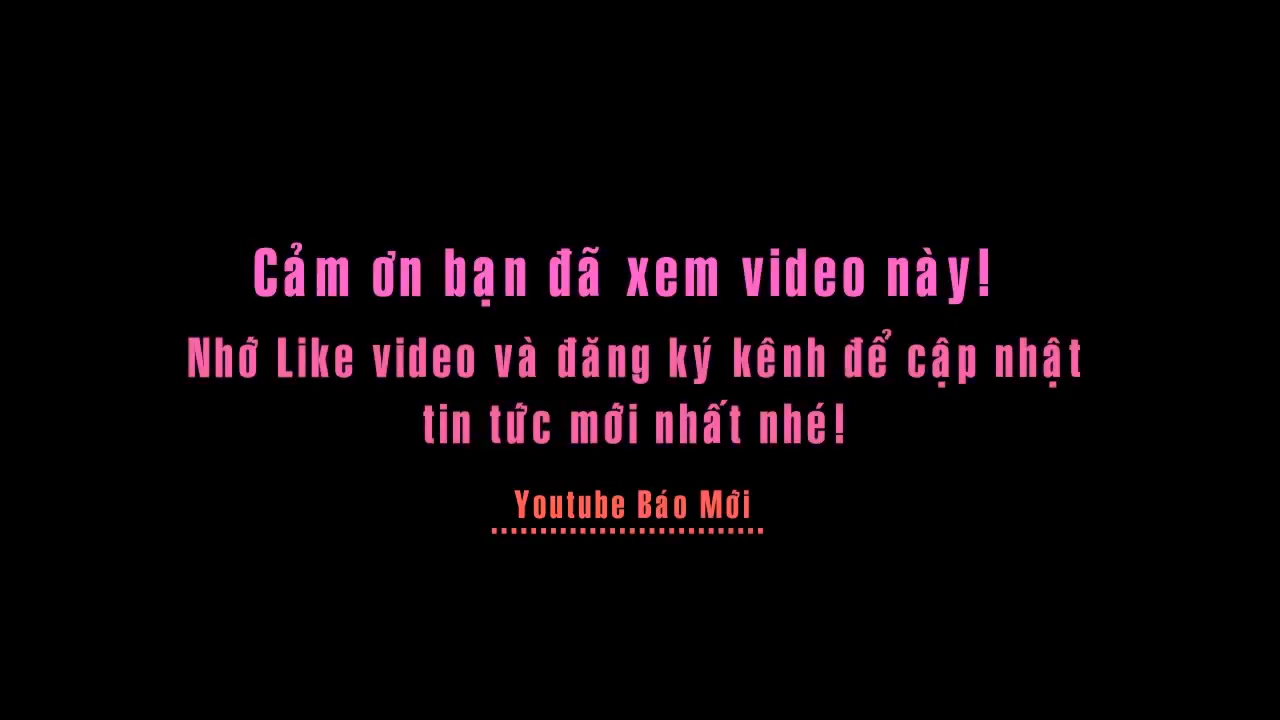 Cảm ơn bạn đã xem video này!
Nhớ Like video và đăng ký kênh để cập nhật
tin tức mới nhất nhé!
Youtube Báo Mới